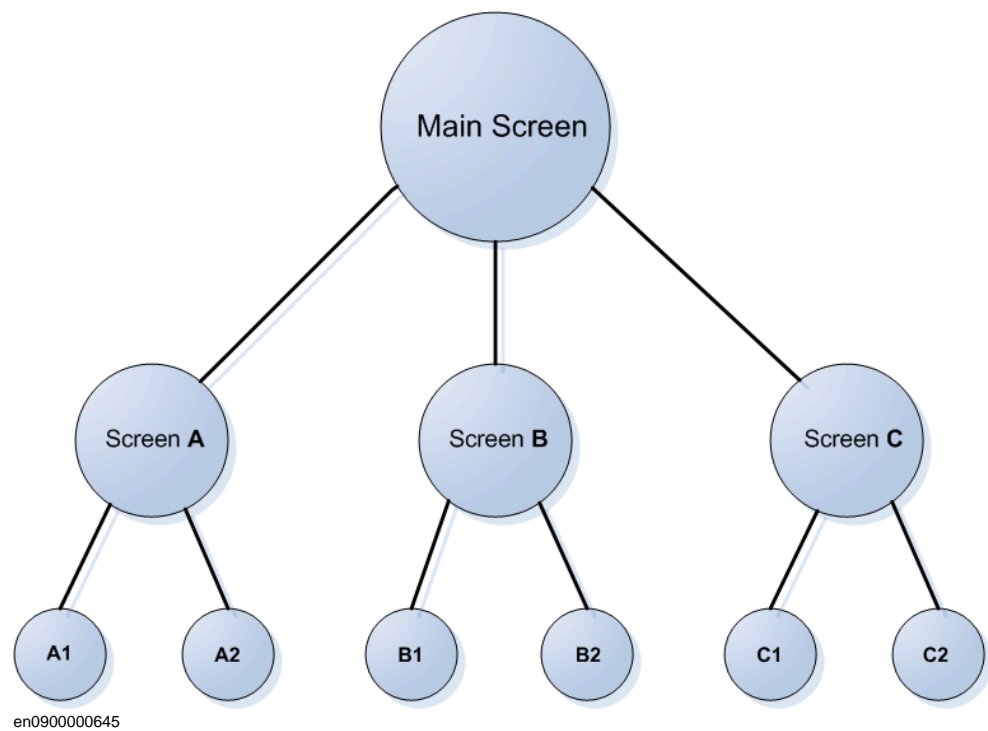 Main Screen
Screen A
Screen B
Screen C
A1
A2
B1
B2
C1
C2
en0900000645